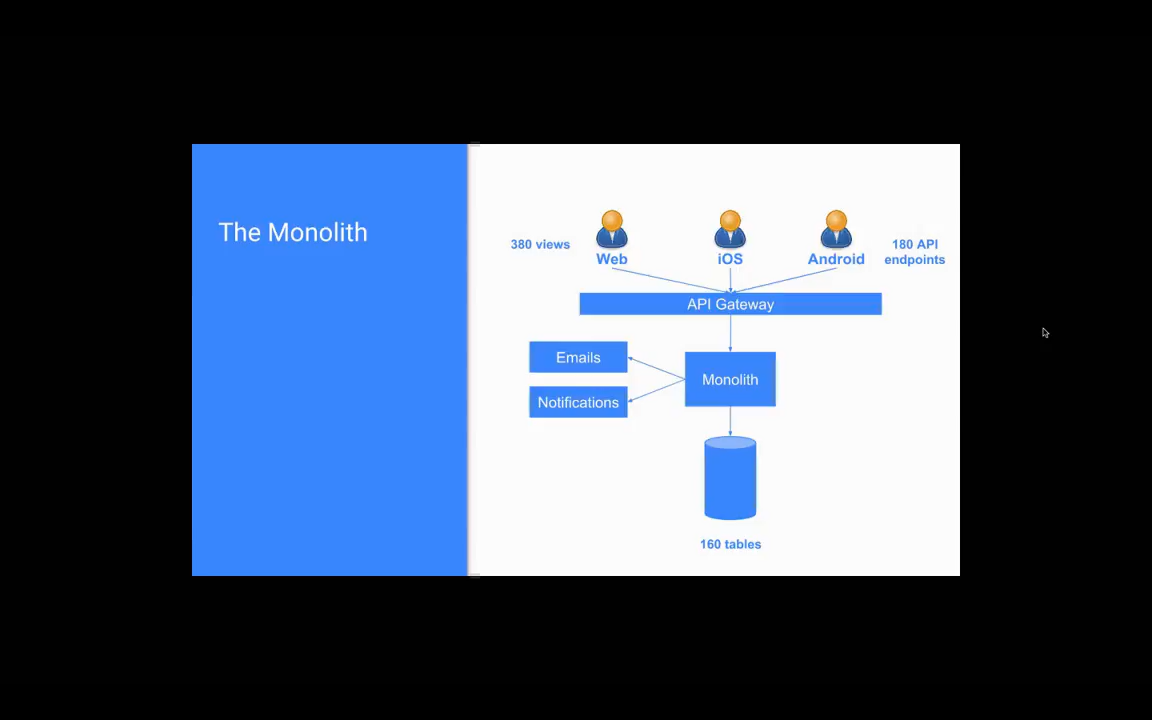 The Monolith
380 views
Web
iOS
Android
180 API
endpoints
API Gateway
Emails
Notifications
Monolith
160 tables